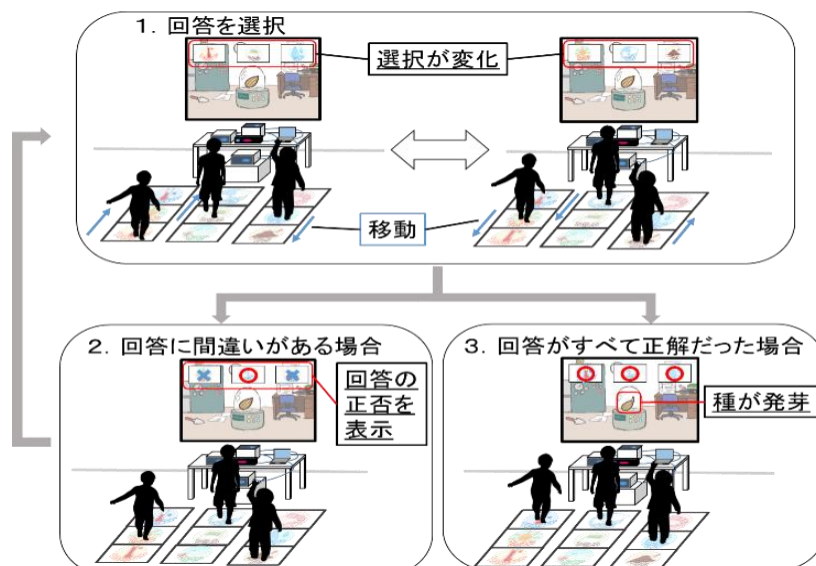 1. 回答を選択
選択が変化
移動
2. 回答に間違いがある場合
回答の
正否を
表示
3. 回答がすべて正解だった場合
種が発芽